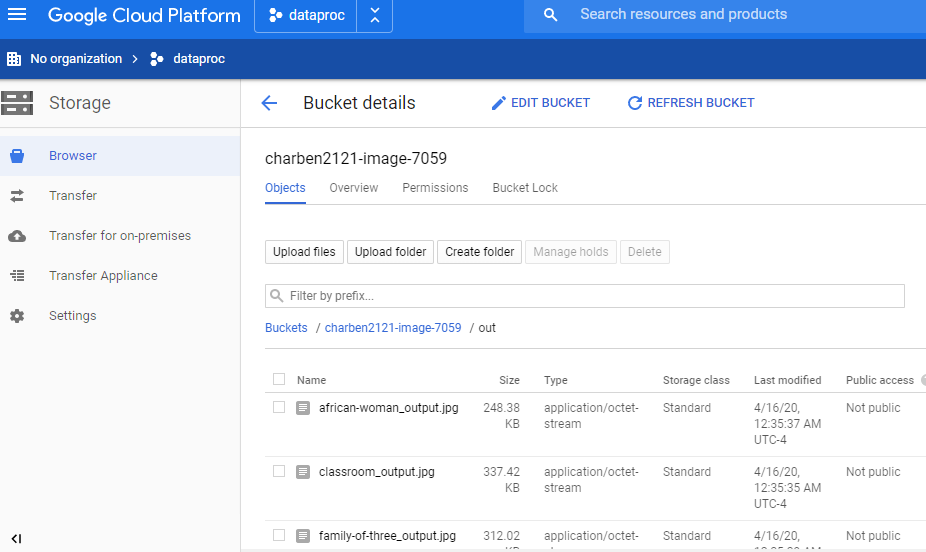 Google Cloud Platform
dataproc
Search resources and products
No organization
dataproc
Storage
Bucket details
EDIT BUCKET
REFRESH BUCKET
Browser
Transfer
Transfer for on-premises
Transfer Appliance
Settings
charben2121-image-7059
Objects Overview Permissions Bucket Lock
Upload files Upload folder Create folder Manage holds Delete
Filter by prefix...
Buckets / charben2121-image-7059 / out
Name Size Type Storage class Last modified Public access
african-woman_output.jpg 248.38 application/octet- Standard 4/16/20, Not public
KB stream 12:35:37 AM
UTC-4
classroom_output.jpg 337.42 application/octet- Standard 4/16/20, Not public
KB stream 12:35:35 AM
UTC-4
family-of-three_output.jpg 312.02 application/octet- Standard 4/16/20, Not public